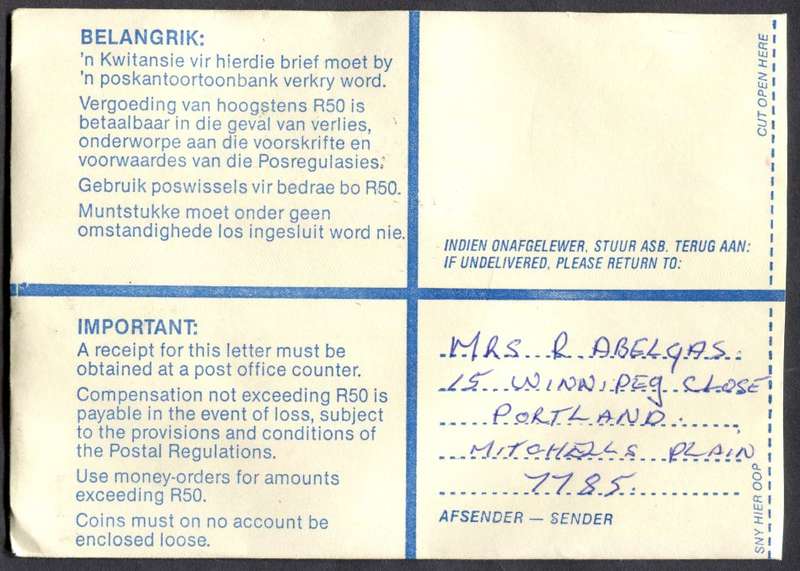 BELANGRIK:
'n Kwitansie vir hierdie brief moet by
'n poskantoortoonbank verkry word.
Vergoeding van hoogstens R50 is
betaalbaar in die geval van verlies,
onderworpe aan die voorskrifte en
voorwaardes van die Posregulasies.
Gebruik poswissels vir bedrae bo R50.
Muntstukke moet onder geen
omstandighede los ingesluit word nie.
CUT OPEN HERE
INDIEN ONAFGELEWER, STUUR ASB. TERUG AAN:
IF UNDELIVERED, PLEASE RETURN TO:
IMPORTANT:
A receipt for this letter must be
obtained at a post office counter.
Compensation not exceeding R50 is
payable in the event of loss, subject
to the provisions and conditions of
the Postal Regulations.
Use money-orders for amounts
exceeding R50.
Coins must on no account be
enclosed loose.
MRS R ABELGAS
15 WINNIPEG CLOSE
PORTLAND
MITCHELLS PLAIN
7785
AFSENDER — SENDER
SNY HIER OOP